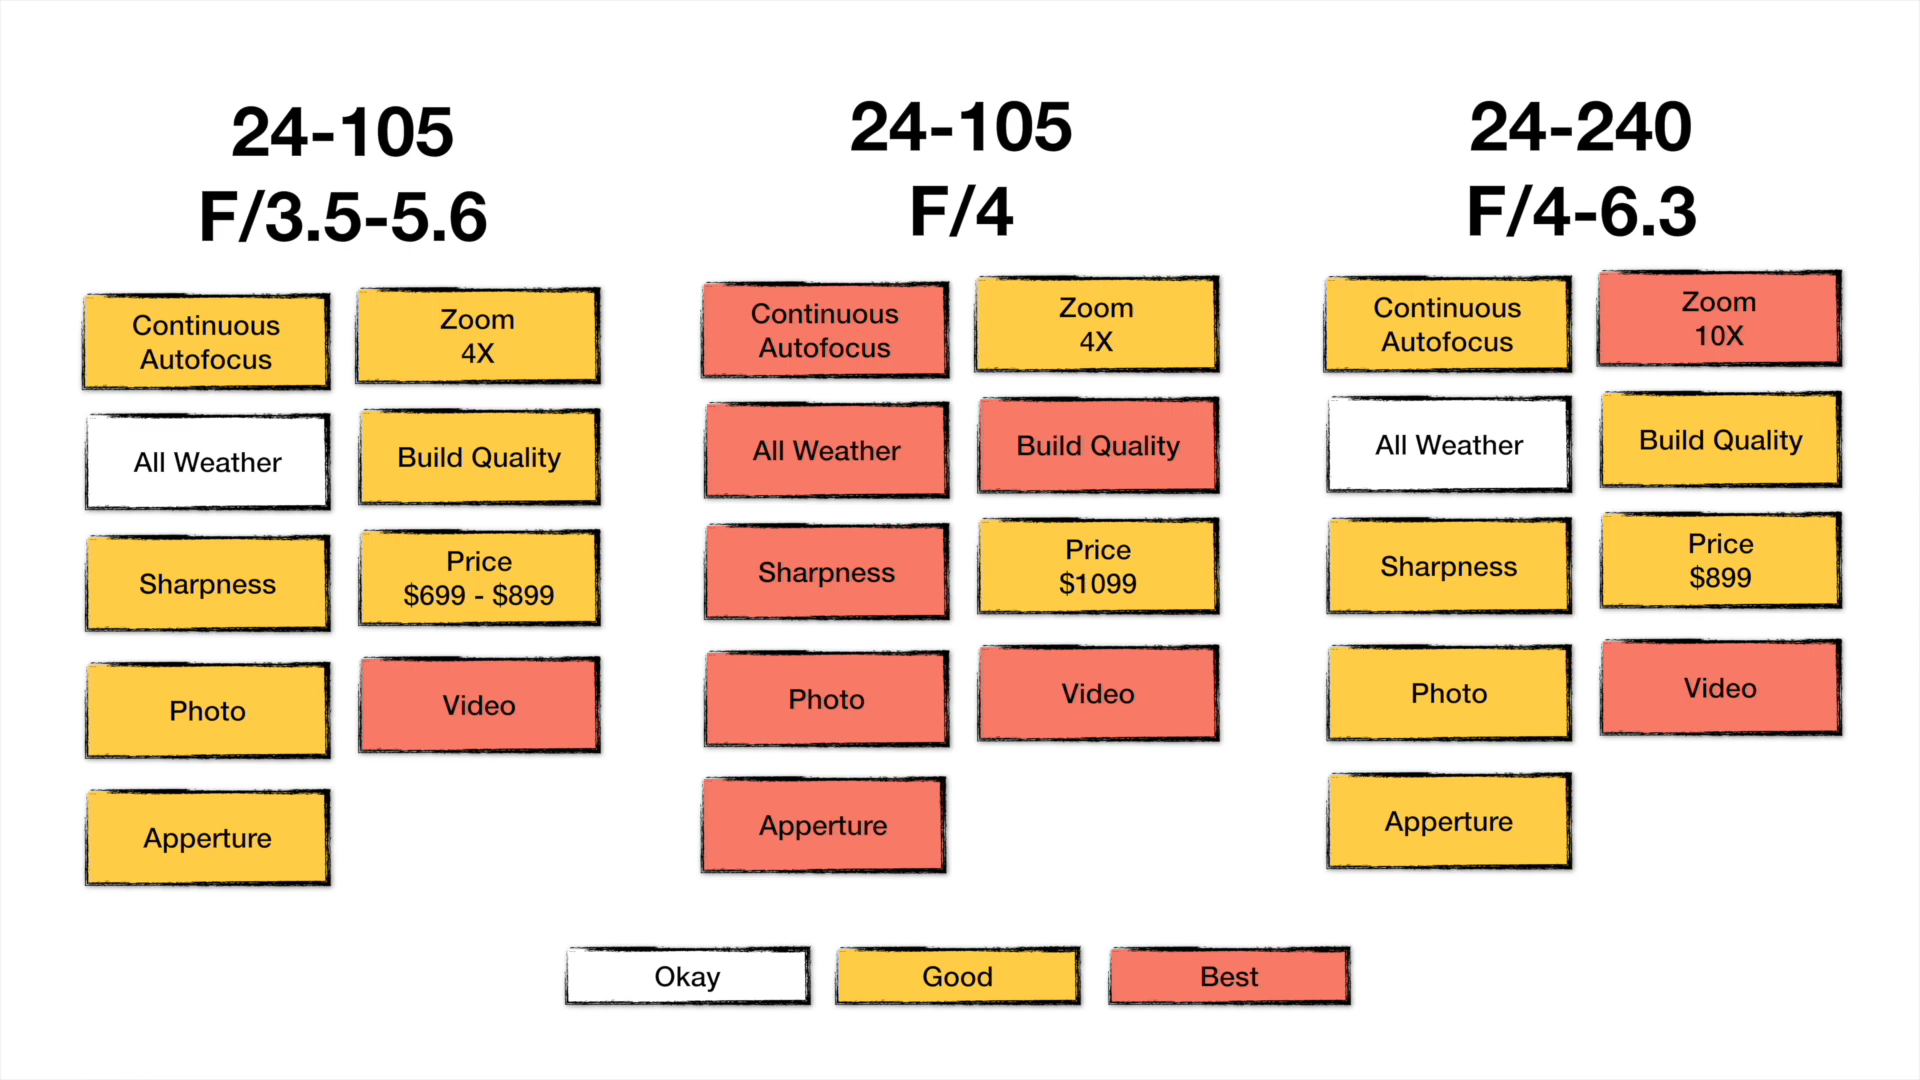 24-105
F/3.5-5.6
Continuous
Autofocus
Zoom
4X
All Weather
Build Quality
Sharpness
Price
$699 - $899
Photo
Video
Apperture
24-105
F/4
Continuous
Autofocus
Zoom
4X
All Weather
Build Quality
Sharpness
Price
$1099
Photo
Video
Apperture
24-240
F/4-6.3
Continuous
Autofocus
Zoom
10X
All Weather
Build Quality
Sharpness
Price
$899
Photo
Video
Apperture
Okay
Good
Best